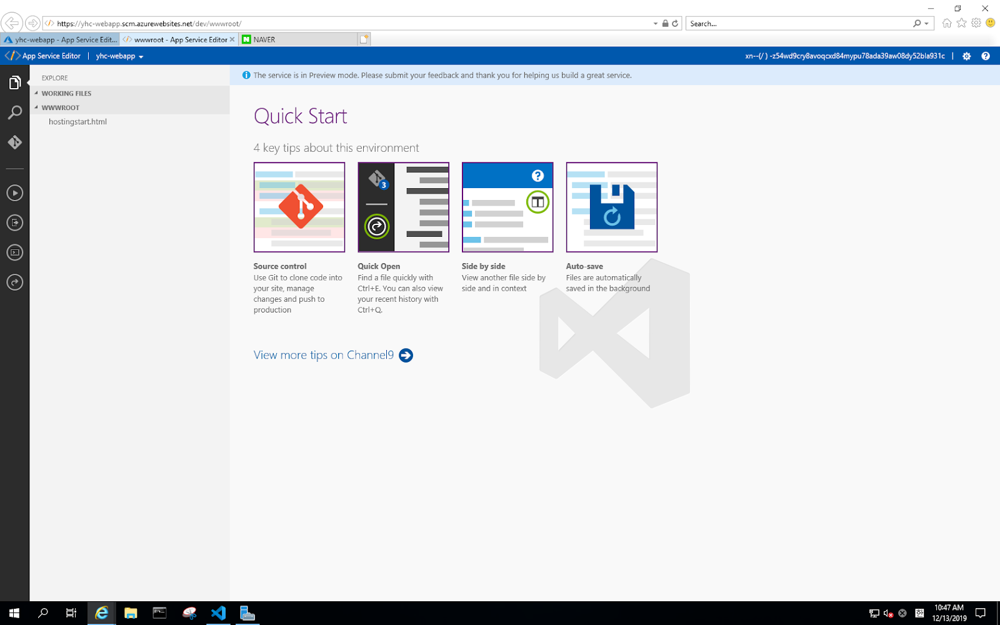 https://yhc-webapp.scm.azurewebsites.net/dev/wwwroot/
Search...
yhc-webapp - App Service Edit...
wwwroot - App Service Editor
N NAVER
App Service Editor
yhc-webapp
xn--(/ ) -z54wd9cry8avoqcxd84mypu78ada39aw08dy52bla931c
EXPLORE
The service is in Preview mode. Please submit your feedback and thank you for helping us build a great service.
WORKING FILES
WWWROOT
hostingstart.html
Quick Start
4 key tips about this environment
3
?
Source control
Use Git to clone code into
your site, manage
changes and push to
production
Quick Open
Find a file quickly with
Ctrl+E. You can also view
your recent history with
Ctrl+Q.
Side by side
View another file side by
side and in context
Auto-save
Files are automatically
saved in the background
View more tips on Channel9
10:47 AM
12/13/2019